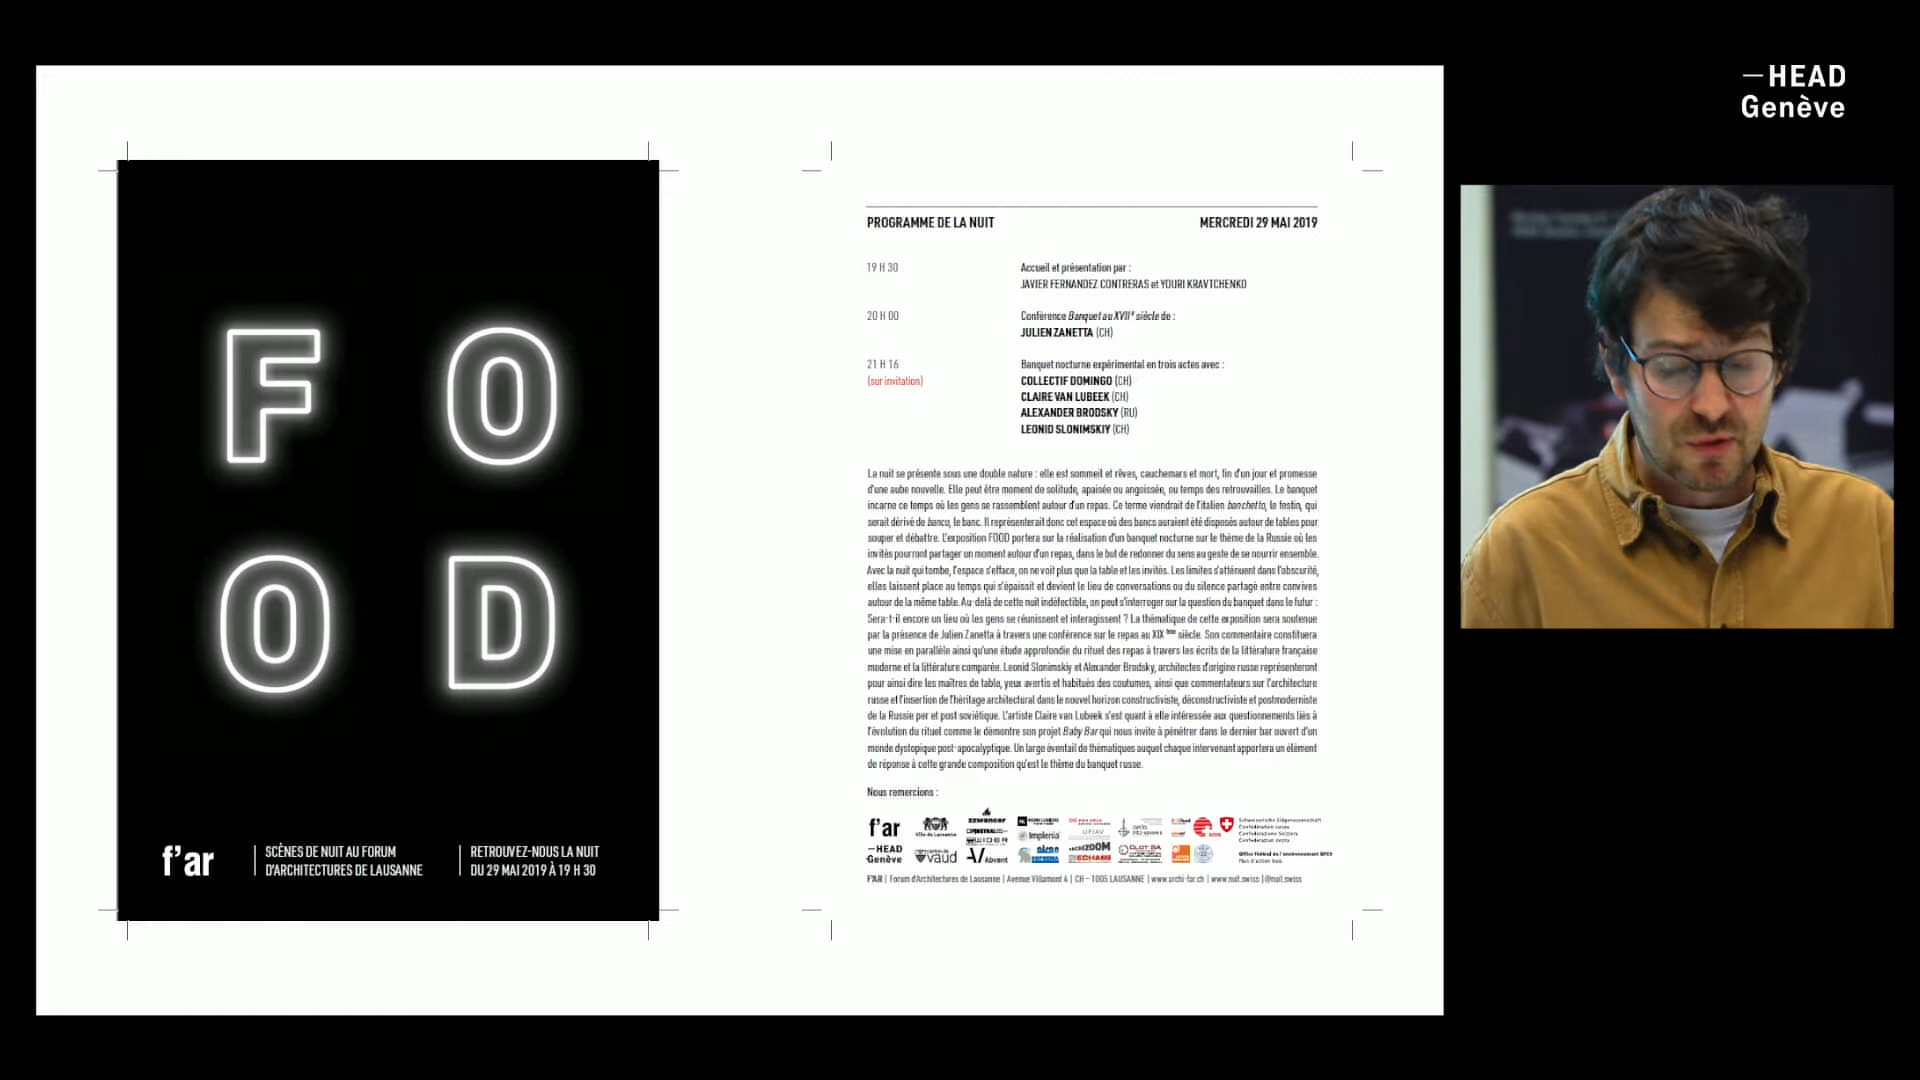 —HEAD
Genève
F O
O D
f'ar
SCÈNES DE NUIT AU FORUM
D'ARCHITECTURES DE LAUSANNE
RETROUVEZ-NOUS LA NUIT
DU 29 MAI 2019 À 19 H 30
PROGRAMME DE LA NUIT MERCREDI 29 MAI 2019
19 H 30 Accueil et présentation par :
JAVIER FERNANDEZ CONTRERAS et YOURI KRAVTCHENKO
20 H 00 Conférence Banquet au XVIIe siècle de :
JULIEN ZANETTA (CH)
21 H 16 Banquet nocturne expérimental en trois actes avec :
(sur invitation) COLLECTIF DOMINGO (CH)
CLAIRE VAN LUBEEK (CH)
ALEXANDER BRODSKY (RU)
LEONID SLONIMSKIY (CH)
La nuit se présente sous une double nature : elle est sommeil et rêves, cauchemars et mort, fin d'un jour et promesse
d'une aube nouvelle. Elle peut être moment de solitude, apaisée ou angoissée, ou temps des retrouvailles. Le banquet
incarne ce temps où les gens se rassemblent autour d'un repas. Ce terme viendrait de l'italien banchetto, le festin, qui
serait dérivé de banco, le banc. Il représenterait donc cet espace où des bancs auraient été disposés autour de tables pour
souper et débattre. L'exposition FOOD portera sur la réalisation d'un banquet nocturne sur le thème de la Russie où les
invités pourront partager un moment autour d'un repas, dans le but de redonner du sens au geste de se nourrir ensemble.
Avec la nuit qui tombe, l'espace s'efface, on ne voit plus que la table et les invités. Les limites s'atténuent dans l'obscurité,
elles laissent place au temps qui s'épaissit et devient le lieu de conversations ou du silence partagé entre convives
autour de la même table. Au-delà de cette nuit indéfectible, on peut s'interroger sur la question du banquet dans le futur :
Sera-t-il encore un lieu où les gens se réunissent et interagissent ? La thématique de cette exposition sera soutenue
par la présence de Julien Zanetta à travers une conférence sur le repas au XIX ème siècle. Son commentaire constituera
une mise en parallèle ainsi qu'une étude approfondie du rituel des repas à travers les écrits de la littérature française
moderne et la littérature comparée. Leonid Slonimskiy et Alexander Brodsky, architectes d'origine russe représenteront
pour ainsi dire les maîtres de table, yeux avertis et habitués des coutumes, ainsi que commentateurs sur l'architecture
russe et l'insertion de l'héritage architectural dans le nouvel horizon constructiviste, déconstructiviste et postmoderniste
de la Russie per et post soviétique. L'artiste Claire van Lubeek s'est quant à elle intéressée aux questionnements liés à
l'évolution du rituel comme le démontre son projet Baby Bar qui nous invite à pénétrer dans le dernier bar ouvert d'un
monde dystopique post-apocalyptique. Un large éventail de thématiques auquel chaque intervenant apportera un élément
de réponse à cette grande composition qu'est le thème du banquet russe.
Nous remercions :
f'ar Ville de Lausanne
Implenia
—HEAD
Genève
vaud Advent
archiZOOM
CLOT SA
Schweizerische Eidgenossenschaft
Confédération suisse
Confederazione Svizzera
Confederaziun svizra
F'AR | Forum d'Architectures de Lausanne | Avenue Villamont 4 | CH – 1005 LAUSANNE | www.archi-far.ch | www.nuit.swiss | @nuit.swiss